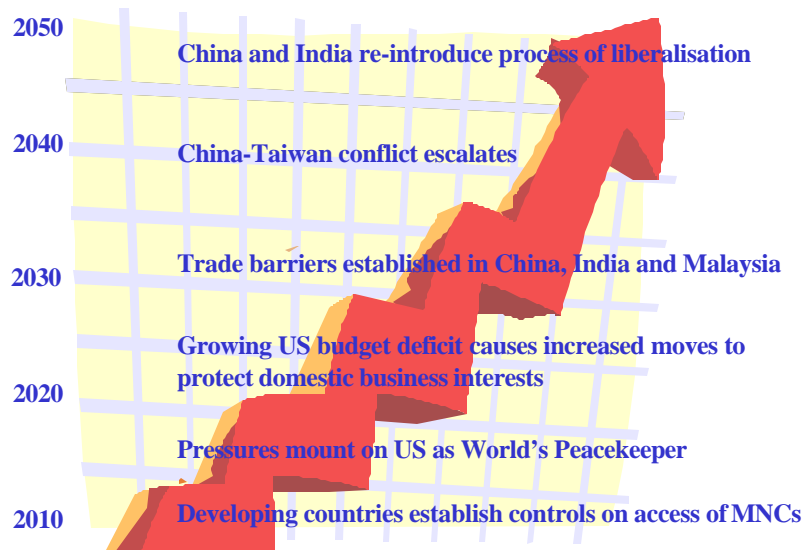 2050
China and India re-introduce process of liberalisation
2040
China-Taiwan conflict escalates
Trade barriers established in China, India and Malaysia
2030
Growing US budget deficit causes increased moves to
protect domestic business interests
2020
Pressures mount on US as World's Peacekeeper
2010
Developing countries establish controls on access of MNCs